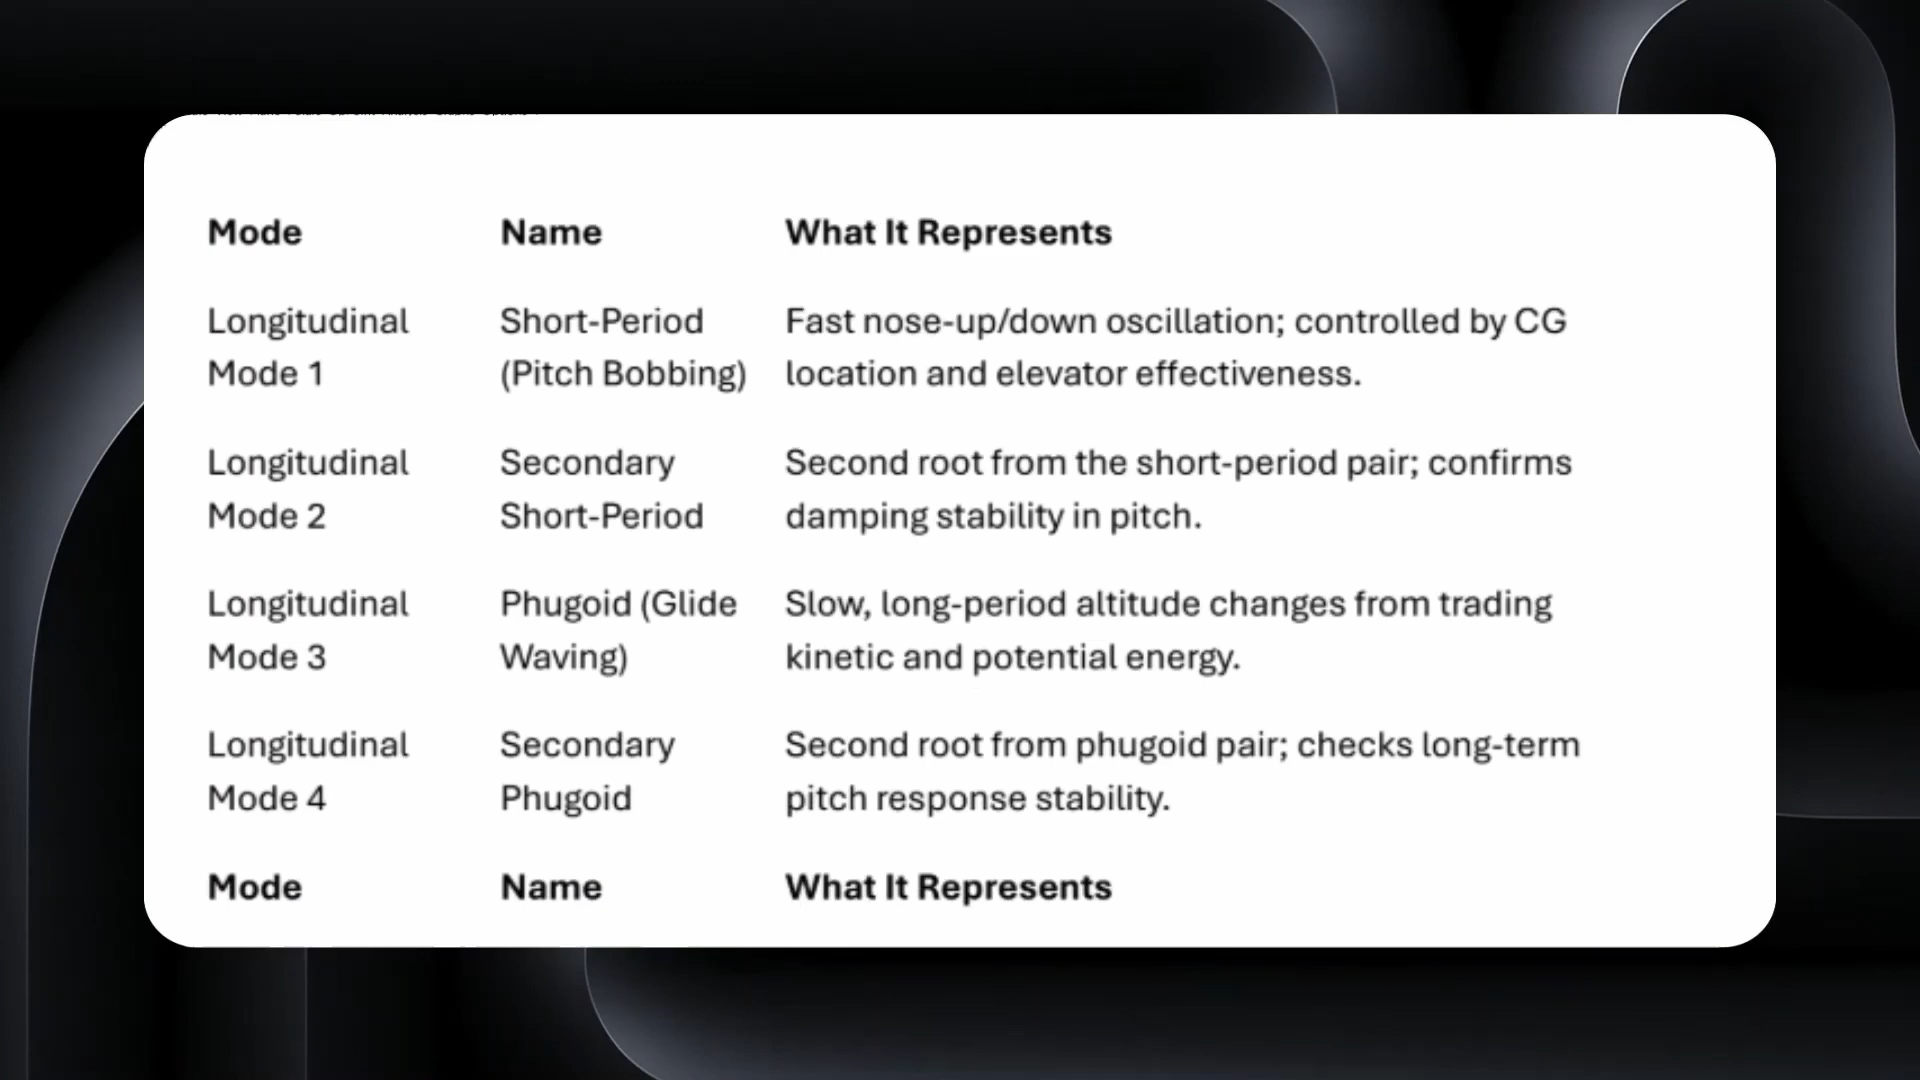 Mode Name What It Represents
Longitudinal Short-Period Fast nose-up/down oscillation; controlled by CG
Mode 1 (Pitch Bobbing) location and elevator effectiveness.
Longitudinal Secondary Second root from the short-period pair; confirms
Mode 2 Short-Period damping stability in pitch.
Longitudinal Phugoid (Glide Slow, long-period altitude changes from trading
Mode 3 Waving) kinetic and potential energy.
Longitudinal Secondary Second root from phugoid pair; checks long-term
Mode 4 Phugoid pitch response stability.
Mode Name What It Represents